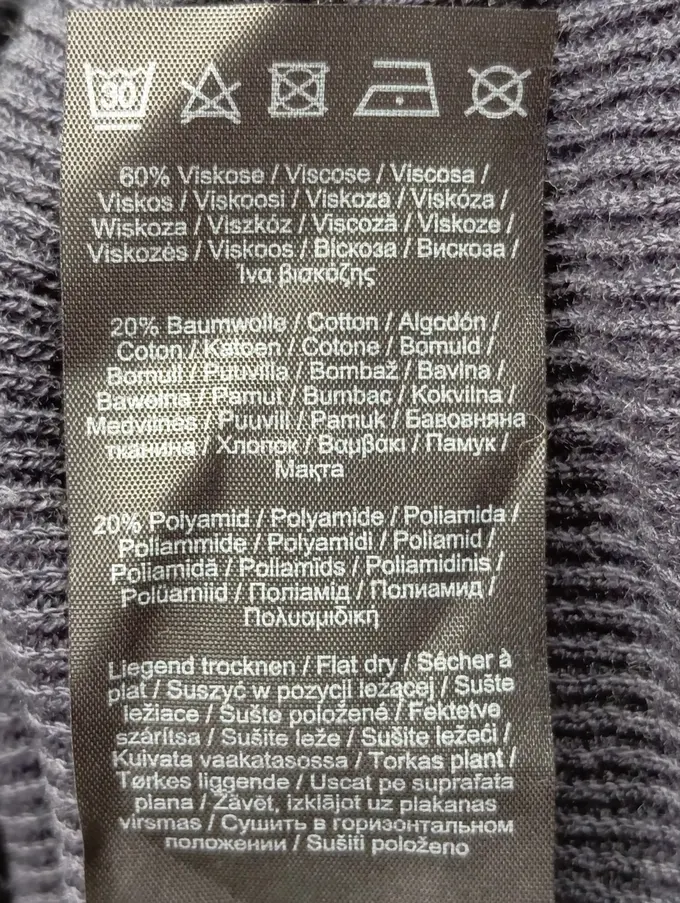 30
60% Viskose / Viscose / Viscosa /
Viskos / Viskoosi / Viskoza / Viskóza /
Wiskoza / Viszkóz / Viscoză / Viskoze /
Viskozės / Viskoos / Віскоза / Вискоза /
Ίνα βισκόζης
20% Baumwolle / Cotton / Algodón /
Coton / Katoen / Cotone / Bomuld /
Bomull / Puuvilla / Bombaž / Bavlna /
Bawełna / Pamut / Bumbac / Kokvilna /
Medvilnės / Puuvill / Pamuk / Бавовняна
тканина / Хлопок / Βαμβάκι / Памук /
Мақта
20% Polyamid / Polyamide / Poliamida /
Poliammide / Polyamidi / Poliamid /
Poliamidă / Poliamīds / Poliamidinis /
Polüamiid / Поліамід / Полиамид /
Πολυαμιδική
Liegend trocknen / Flat dry / Sécher à
plat / Suszyć w pozycji leżącej / Sušte
ležiace / Sušte položené / Fektetve
szárítsa / Sušite leže / Sušite ležeći /
Kuivata vaakatasossa / Torkas plant /
Tørkes liggende / Uscat pe suprafata
plana / Žāvēt, izklājot uz plakanas
virsmas / Сушить в горизонтальном
положении / Sušiti položeno